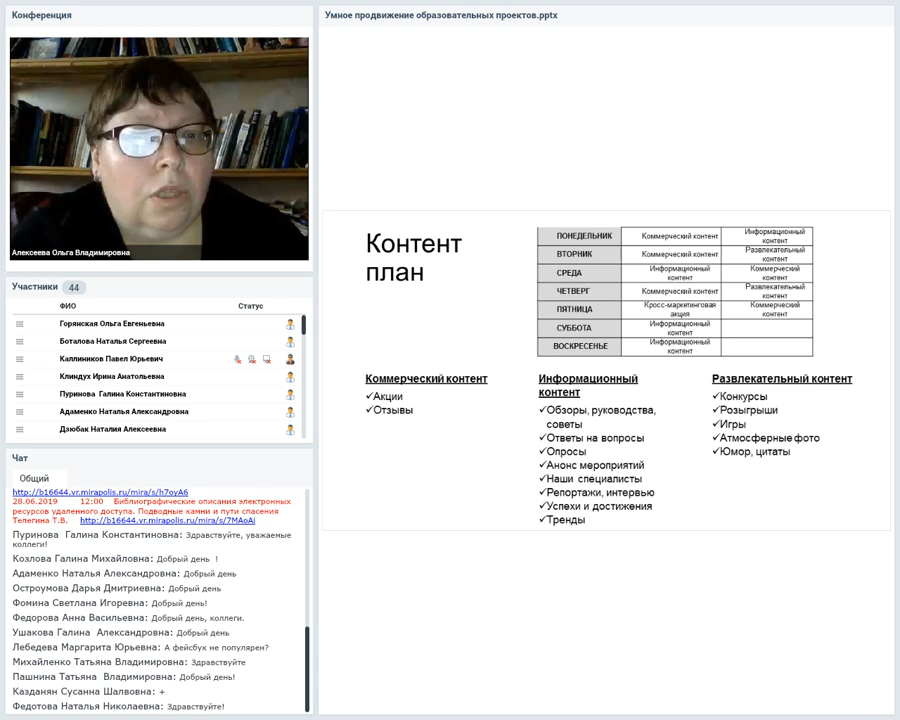 Конференция
Алексеева Ольга Владимировна
Участники 44
ФИО Статус
Горянская Ольга Евгеньевна
Боталова Наталья Сергеевна
Каллиников Павел Юрьевич
Клиндух Ирина Анатольевна
Пуринова Галина Константиновна
Адаменко Наталья Александровна
Дзюбак Наталия Алексеевна
Чат
Общий
http://b16644.vr.mirapolis.ru/mira/s/h7oyA6
28.06.2019 12:00 Библиографические описания электронных
ресурсов удаленного доступа. Подводные камни и пути спасения
Телегина Т.В. http://b16644.vr.mirapolis.ru/mira/s/7MAoAi
Пуринова Галина Константиновна: Здравствуйте, уважаемые
коллеги!
Козлова Галина Михайловна: Добрый день !
Адаменко Наталья Александровна: Добрый день
Остроумова Дарья Дмитриевна: Добрый день
Фомина Светлана Игоревна: Добрый день!
Федорова Анна Васильевна: Добрый день, коллеги.
Ушакова Галина Александровна: Добрый день
Лебедева Маргарита Юрьевна: А фейсбук не популярен?
Михайленко Татьяна Владимировна: Здравствуйте
Пашнина Татьяна Владимировна: Добрый день!
Казданян Сусанна Шалвовна: +
Федотова Наталья Николаевна: Здравствуйте!
Умное продвижение образовательных проектов.pptx
Контент
план
ПОНЕДЕЛЬНИК Коммерческий контент Информационный контент
ВТОРНИК Коммерческий контент Развлекательный контент
СРЕДА Информационный контент Коммерческий контент
ЧЕТВЕРГ Коммерческий контент Развлекательный контент
ПЯТНИЦА Кросс-маркетинговая акция Коммерческий контент
СУББОТА Информационный контент
ВОСКРЕСЕНЬЕ Информационный контент
Коммерческий контент
✓Акции
✓Отзывы
Информационный
контент
✓Обзоры, руководства,
советы
✓Ответы на вопросы
✓Опросы
✓Анонс мероприятий
✓Наши специалисты
✓Репортажи, интервью
✓Успехи и достижения
✓Тренды
Развлекательный контент
✓Конкурсы
✓Розыгрыши
✓Игры
✓Атмосферные фото
✓Юмор, цитаты